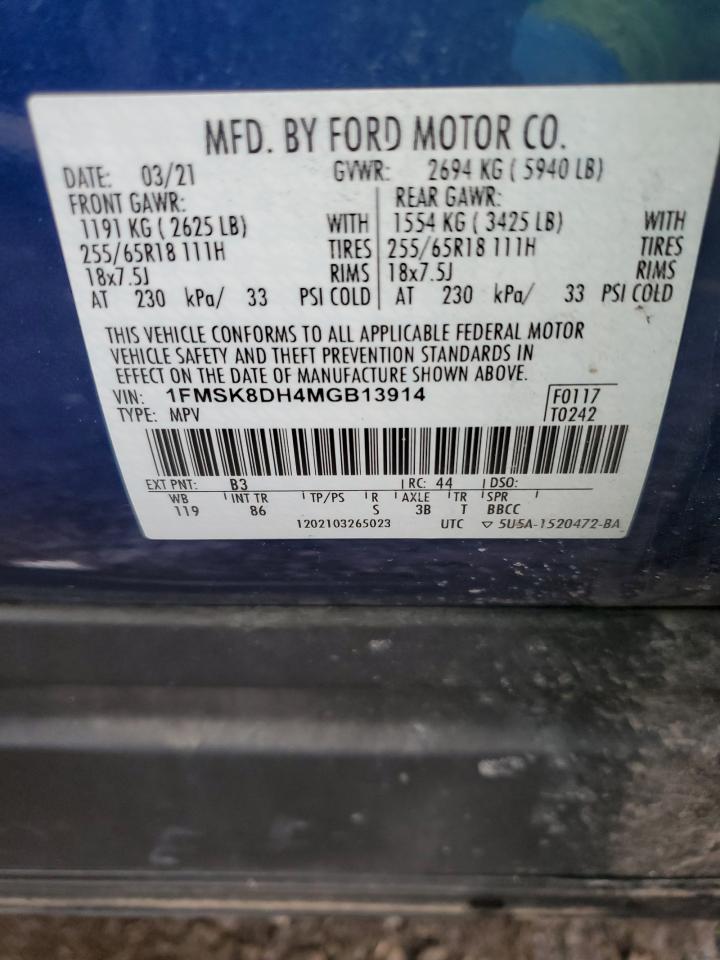 MFD. BY FORD MOTOR CO.
DATE: 03/21 GVWR: 2694 KG ( 5940 LB)
FRONT GAWR: REAR GAWR:
1191 KG ( 2625 LB) WITH 1554 KG ( 3425 LB) WITH
255/65R18 111H TIRES 255/65R18 111H TIRES
18x7.5J RIMS 18x7.5J RIMS
AT 230 kPa/ 33 PSI COLD AT 230 kPa/ 33 PSI COLD
THIS VEHICLE CONFORMS TO ALL APPLICABLE FEDERAL MOTOR
VEHICLE SAFETY AND THEFT PREVENTION STANDARDS IN
EFFECT ON THE DATE OF MANUFACTURE SHOWN ABOVE.
VIN: 1FMSK8DH4MGB13914 F0117
TYPE: MPV T0242
EXT PNT: B3 RC: 44 DSO:
WB INT TR TP/PS R AXLE TR SPR
119 86 S 3B T BBCC
1202103265023 UTC ▽ 5U5A-1520472-BA